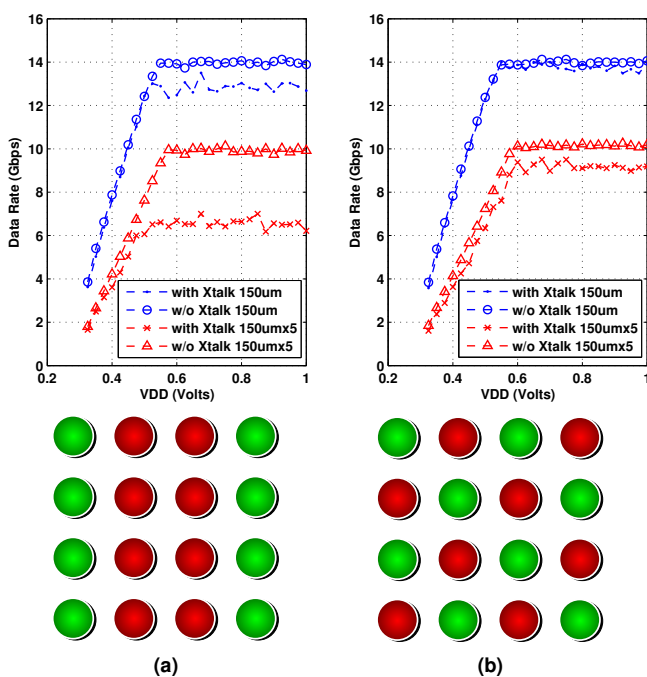 16
14
12
10
8
6
4
2
0
Data Rate (Gbps)
with Xtalk 150um
w/o Xtalk 150um
with Xtalk 150umx5
w/o Xtalk 150umx5
0.2 0.4 0.6 0.8 1
VDD (Volts)
(a)
16
14
12
10
8
6
4
2
0
Data Rate (Gbps)
with Xtalk 150um
w/o Xtalk 150um
with Xtalk 150umx5
w/o Xtalk 150umx5
0.2 0.4 0.6 0.8 1
VDD (Volts)
(b)